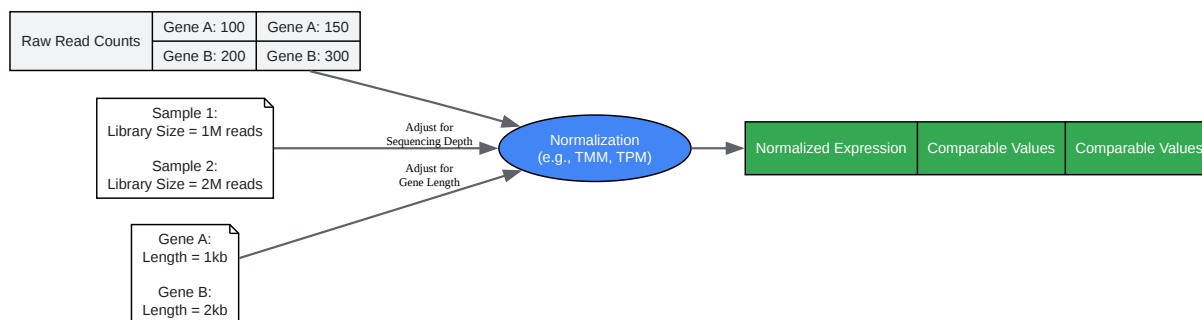 Raw Read Counts
Gene A: 100
Gene A: 150
Gene B: 200
Gene B: 300
Sample 1:
Library Size = 1M reads
Sample 2:
Library Size = 2M reads
Adjust for
Sequencing Depth
Adjust for
Gene Length
Normalization
(e.g., TMM, TPM)
Normalized Expression
Comparable Values
Comparable Values
Gene A:
Length = 1kb
Gene B:
Length = 2kb